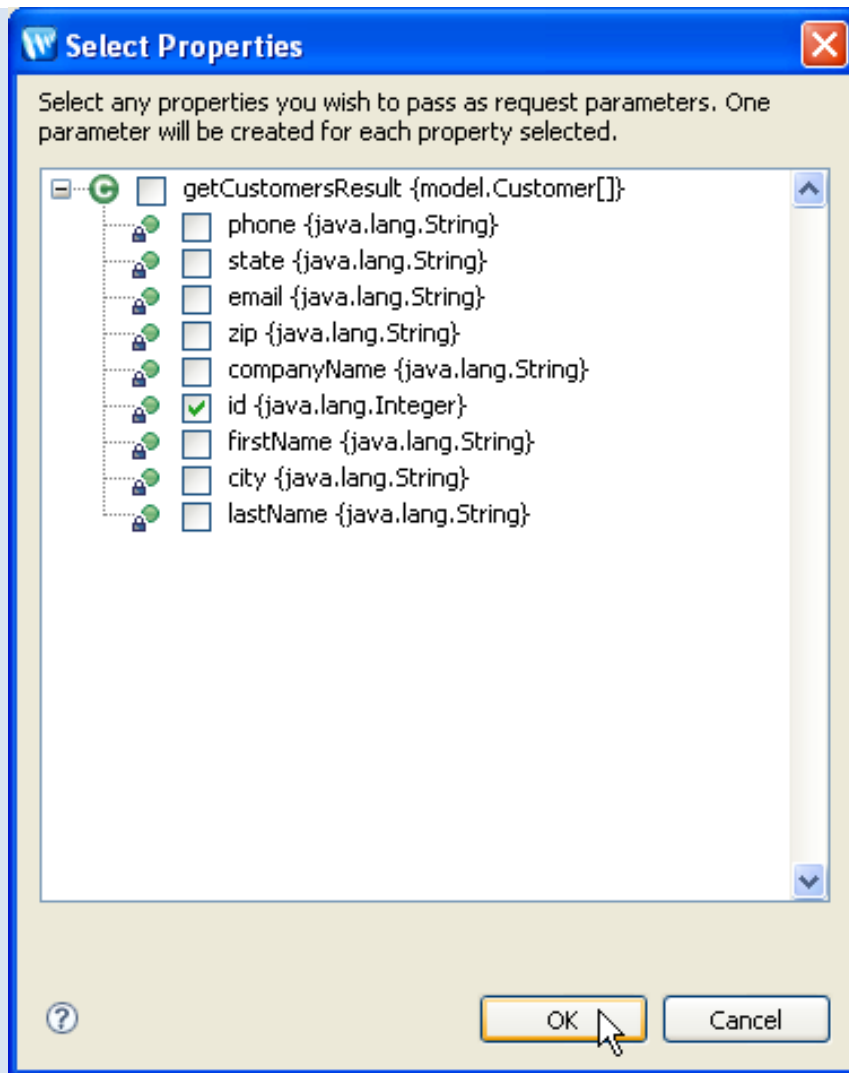 Select Properties
Select any properties you wish to pass as request parameters. One
parameter will be created for each property selected.
getCustomersResult {model.Customer[]}
phone {java.lang.String}
state {java.lang.String}
email {java.lang.String}
zip {java.lang.String}
companyName {java.lang.String}
id {java.lang.Integer}
firstName {java.lang.String}
city {java.lang.String}
lastName {java.lang.String}
OK
Cancel